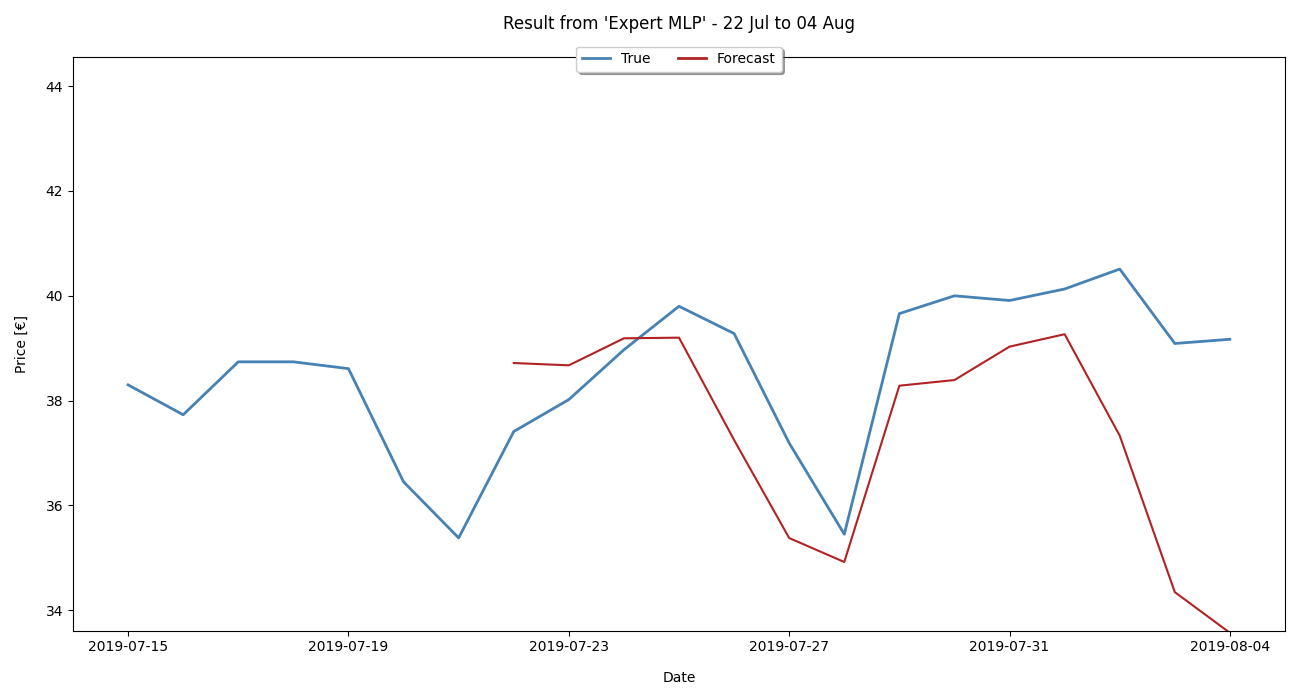 Result from 'Expert MLP' - 22 Jul to 04 Aug
True Forecast
44
42
40
38
36
34
Price [€]
2019-07-15 2019-07-19 2019-07-23 2019-07-27 2019-07-31 2019-08-04
Date